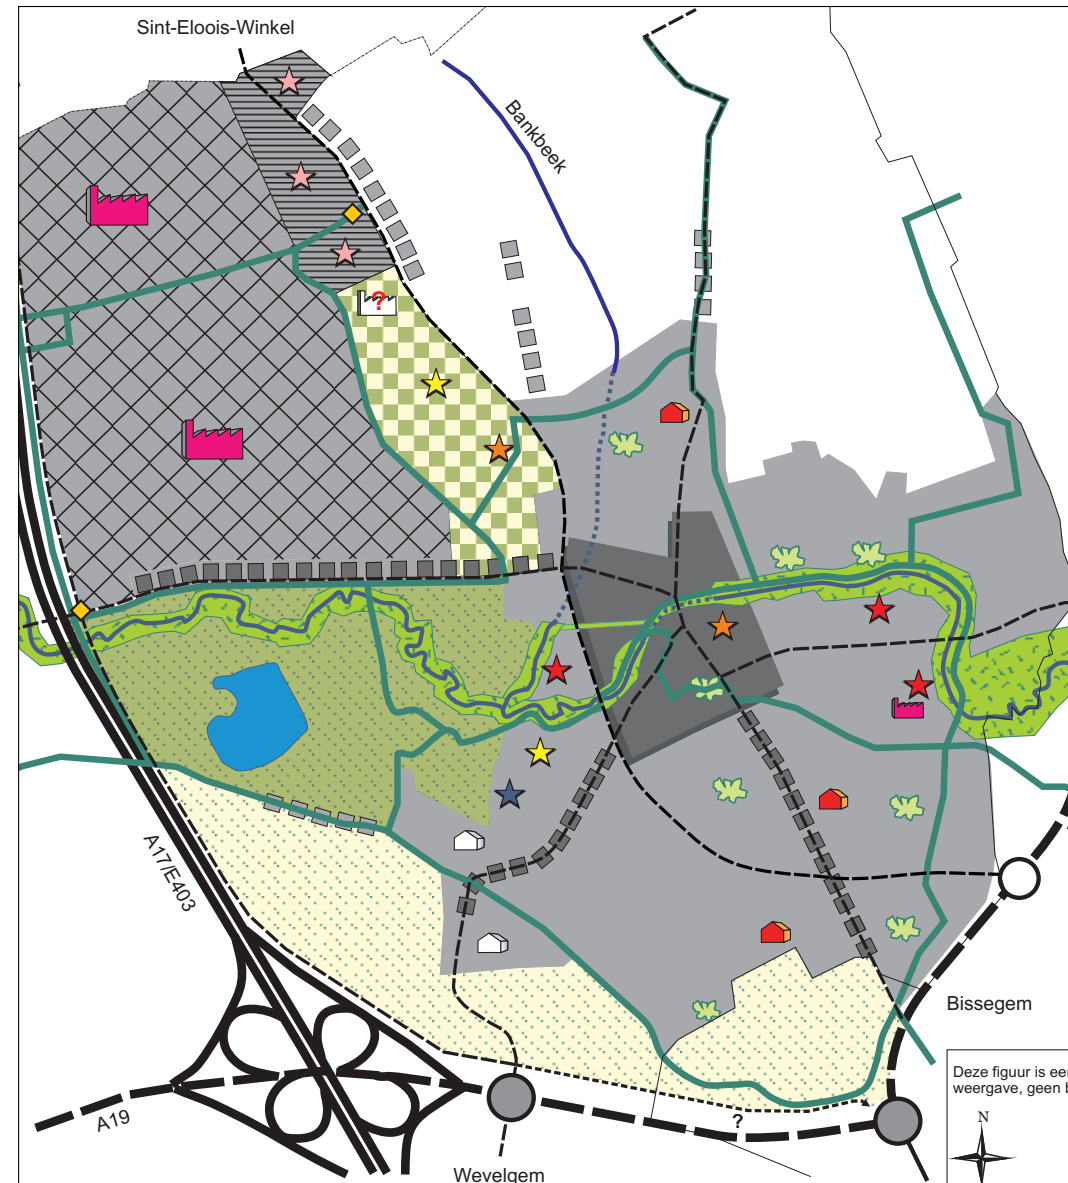 Sint-Eloois-Winkel
Bankbeek
?
A17/E403
Bissegem
Deze figuur is een
weergave, geen b
N
A19
?
Wevelgem